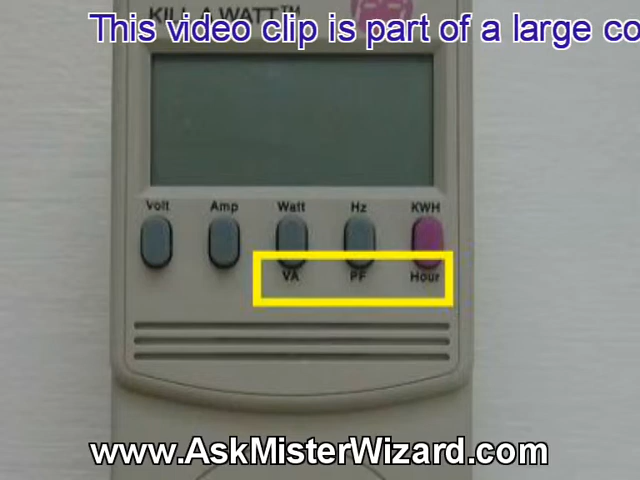 KILL A WATT™
This video clip is part of a large co
Volt Amp Watt Hz KWH
VA PF Hour
www.AskMisterWizard.com